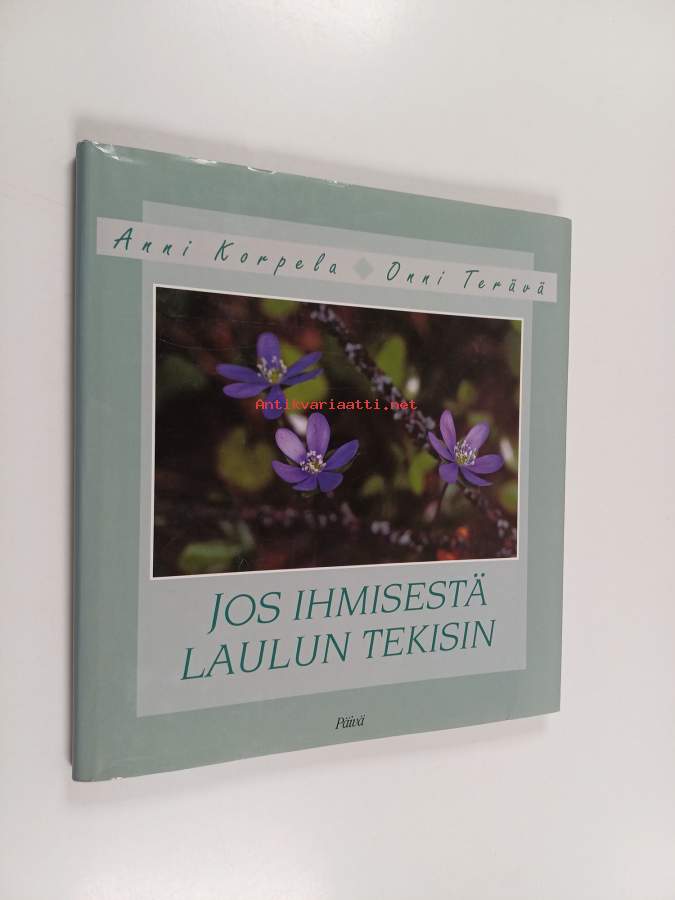 Anni Korpela ◆ Onni Terävä
Antikvariaatti.net
JOS IHMISESTÄ
LAULUN TEKISIN
Päivä